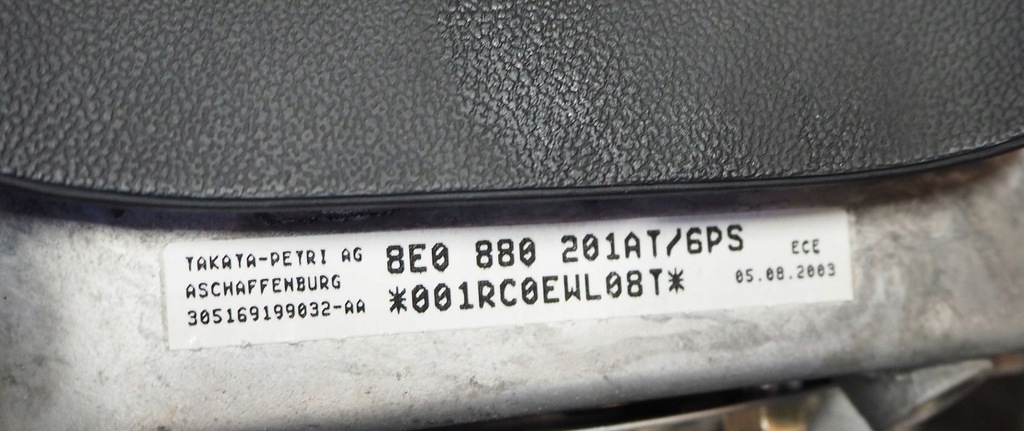 TAKATA-PETRI AG
ASCHAFFENBURG
305169199032-AA
8E0 880 201AT/6PS
*001RC0EWL08T*
ECE
05.08.2003